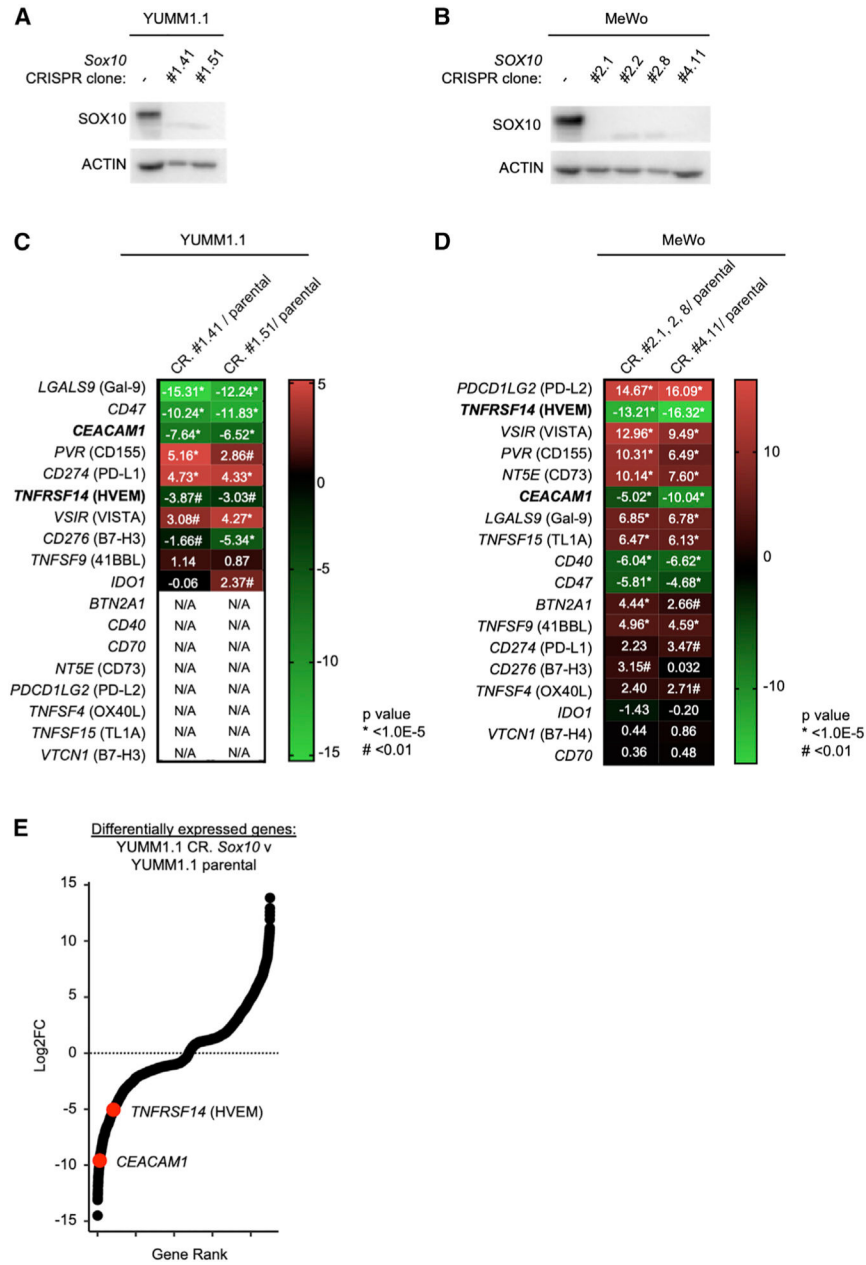 A
YUMM1.1
Sox10
CRISPR clone:
-
#1.41
#1.51
SOX10
ACTIN
B
MeWo
SOX10
CRISPR clone:
-
#2.1
#2.2
#2.8
#4.11
SOX10
ACTIN
C
YUMM1.1
CR. #1.41 / parental
CR. #1.51/ parental
LGALS9 (Gal-9) -15.31* -12.24*
CD47 -10.24* -11.83*
CEACAM1 -7.64* -6.52*
PVR (CD155) 5.16* 2.86#
CD274 (PD-L1) 4.73* 4.33*
TNFRSF14 (HVEM) -3.87# -3.03#
VSIR (VISTA) 3.08# 4.27*
CD276 (B7-H3) -1.66# -5.34*
TNFSF9 (41BBL) 1.14 0.87
IDO1 -0.06 2.37#
BTN2A1 N/A N/A
CD40 N/A N/A
CD70 N/A N/A
NT5E (CD73) N/A N/A
PDCD1LG2 (PD-L2) N/A N/A
TNFSF4 (OX40L) N/A N/A
TNFSF15 (TL1A) N/A N/A
VTCN1 (B7-H3) N/A N/A
5
0
-5
-10
-15
p value
* <1.0E-5
# <0.01
D
MeWo
CR. #2.1, 2, 8/ parental
CR. #4.11/ parental
PDCD1LG2 (PD-L2) 14.67* 16.09*
TNFRSF14 (HVEM) -13.21* -16.32*
VSIR (VISTA) 12.96* 9.49*
PVR (CD155) 10.31* 6.49*
NT5E (CD73) 10.14* 7.60*
CEACAM1 -5.02* -10.04*
LGALS9 (Gal-9) 6.85* 6.78*
TNFSF15 (TL1A) 6.47* 6.13*
CD40 -6.04* -6.62*
CD47 -5.81* -4.68*
BTN2A1 4.44* 2.66#
TNFSF9 (41BBL) 4.96* 4.59*
CD274 (PD-L1) 2.23 3.47#
CD276 (B7-H3) 3.15# 0.032
TNFSF4 (OX40L) 2.40 2.71#
IDO1 -1.43 -0.20
VTCN1 (B7-H4) 0.44 0.86
CD70 0.36 0.48
10
0
-10
p value
* <1.0E-5
# <0.01
E
Differentially expressed genes:
YUMM1.1 CR. Sox10 v
YUMM1.1 parental
Log2FC
15
10
5
0
-5
-10
-15
TNFRSF14 (HVEM)
CEACAM1
Gene Rank